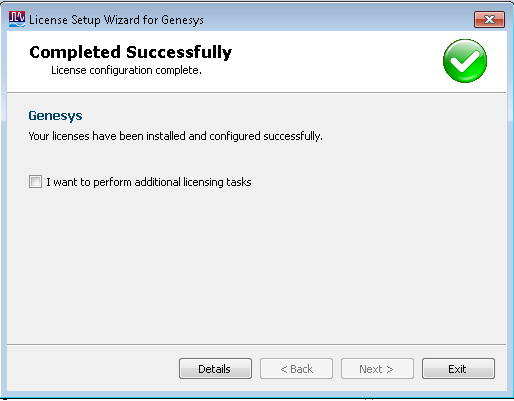 License Setup Wizard for Genesys
Completed Successfully
License configuration complete.
Genesys
Your licenses have been installed and configured successfully.
I want to perform additional licensing tasks
Details
< Back
Next >
Exit